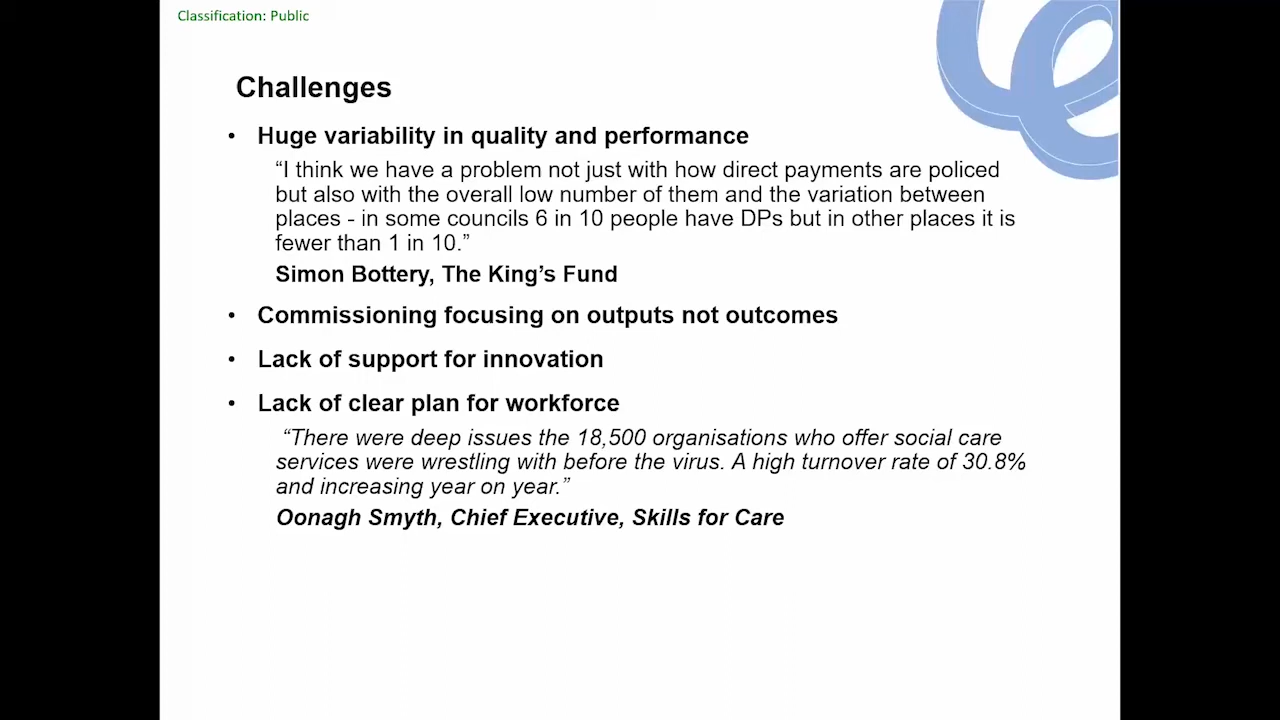 Classification: Public
Challenges
• Huge variability in quality and performance
“I think we have a problem not just with how direct payments are policed
but also with the overall low number of them and the variation between
places - in some councils 6 in 10 people have DPs but in other places it is
fewer than 1 in 10.”
Simon Bottery, The King’s Fund
• Commissioning focusing on outputs not outcomes
• Lack of support for innovation
• Lack of clear plan for workforce
“There were deep issues the 18,500 organisations who offer social care
services were wrestling with before the virus. A high turnover rate of 30.8%
and increasing year on year.”
Oonagh Smyth, Chief Executive, Skills for Care